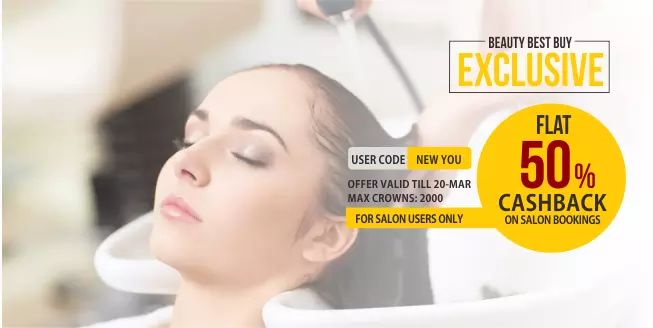 BEAUTY BEST BUY
EXCLUSIVE
FLAT
50%
CASHBACK
ON SALON BOOKINGS
USER CODE NEW YOU
OFFER VALID TILL 20-MAR
MAX CROWNS: 2000
FOR SALON USERS ONLY